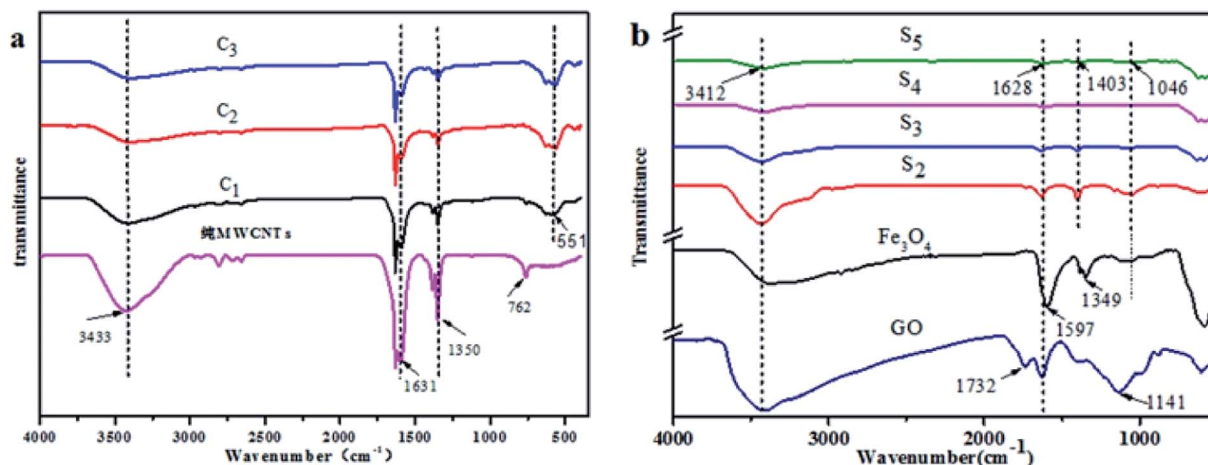 a
C3
C2
C1
纯MWCNTs
551
762
3433
1350
1631
transmittance
4000 3500 3000 2500 2000 1500 1000 500
Wavenumber（cm-1）
b
S5
3412 1628 1403 1046
S4
S3
S2
Fe3O4
1349
1597
GO
1732
1141
Transmittance
4000 3000 2000 1000
Wavenumber(cm-1)